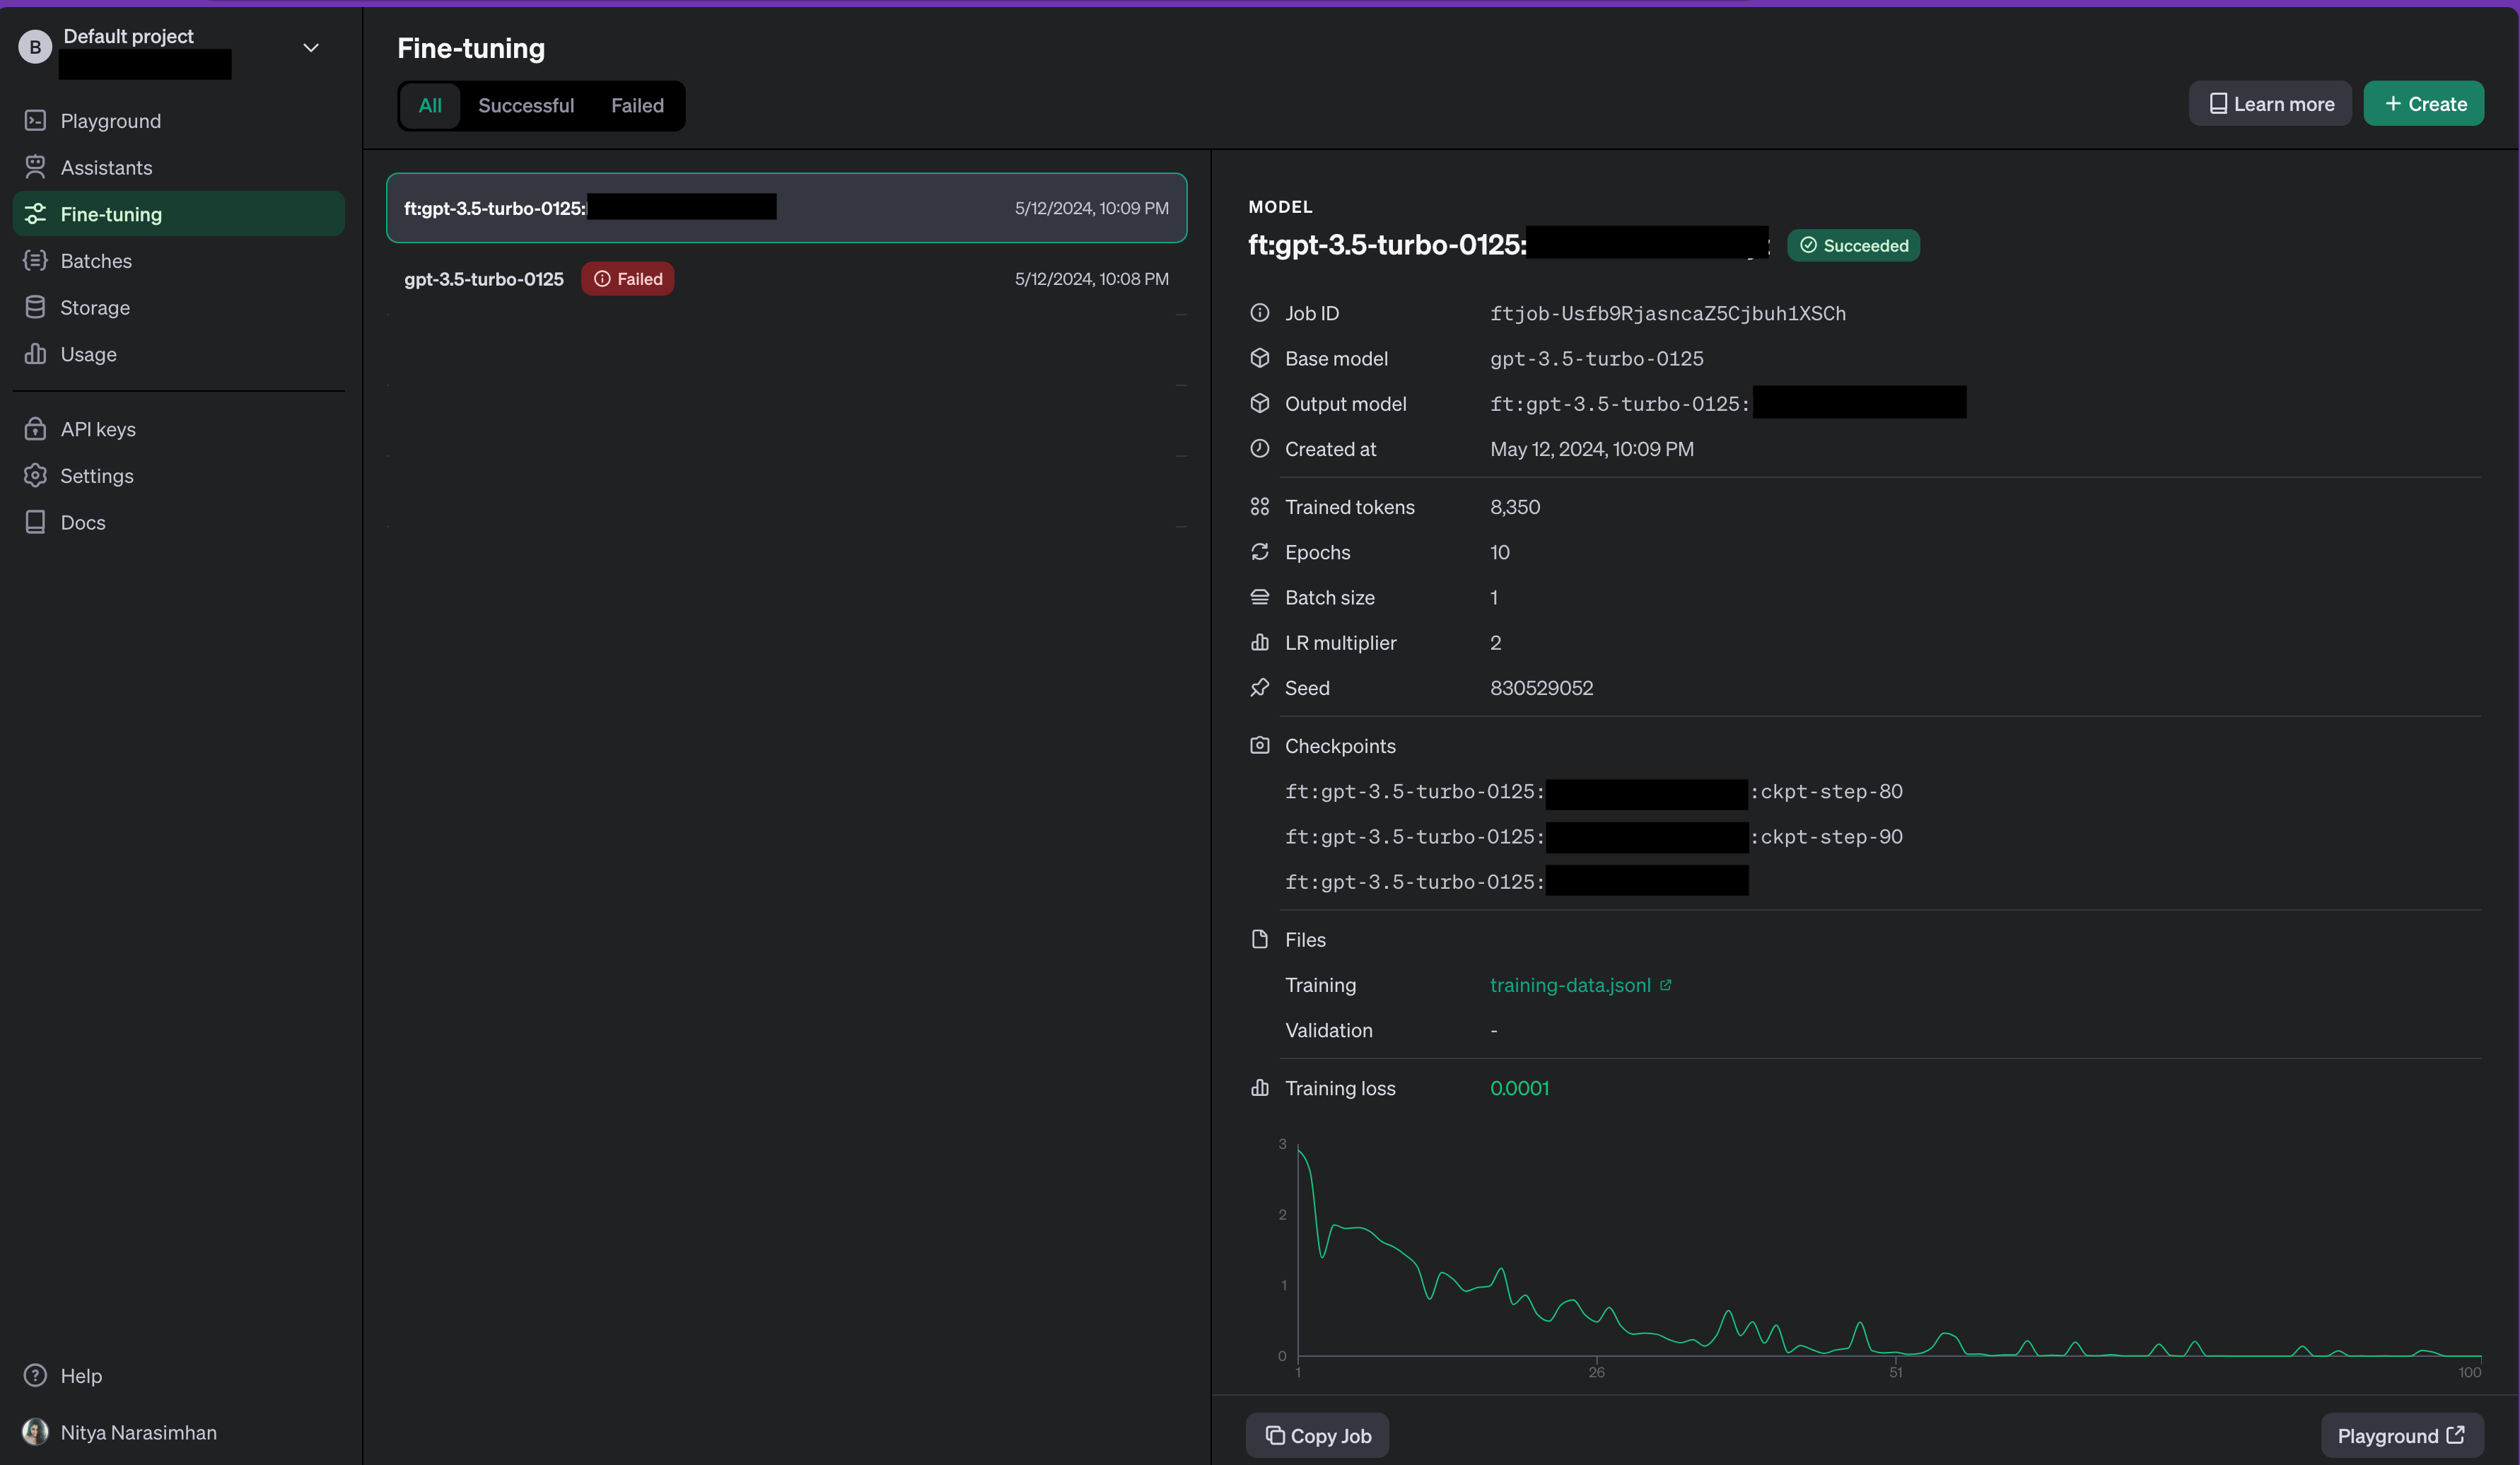 B
Default project
Playground
Assistants
Fine-tuning
Batches
Storage
Usage
API keys
Settings
Docs
Help
Nitya Narasimhan
Fine-tuning
All Successful Failed
Learn more
+ Create
ft:gpt-3.5-turbo-0125: 5/12/2024, 10:09 PM
gpt-3.5-turbo-0125 Failed 5/12/2024, 10:08 PM
MODEL
ft:gpt-3.5-turbo-0125: Succeeded
Job ID ftjob-Usfb9RjasncaZ5Cjbuh1XSCh
Base model gpt-3.5-turbo-0125
Output model ft:gpt-3.5-turbo-0125:
Created at May 12, 2024, 10:09 PM
Trained tokens 8,350
Epochs 10
Batch size 1
LR multiplier 2
Seed 830529052
Checkpoints
ft:gpt-3.5-turbo-0125: :ckpt-step-80
ft:gpt-3.5-turbo-0125: :ckpt-step-90
ft:gpt-3.5-turbo-0125:
Files
Training training-data.jsonl
Validation -
Training loss 0.0001
3
2
1
0
1 26 51 100
Copy Job
Playground